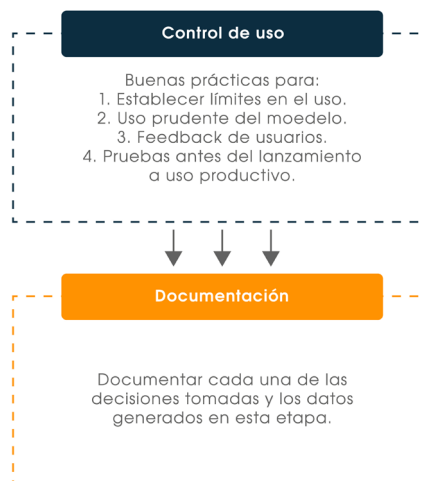 Control de uso
Buenas prácticas para:
1. Establecer límites en el uso.
2. Uso prudente del moedelo.
3. Feedback de usuarios.
4. Pruebas antes del lanzamiento
a uso productivo.
Documentación
Documentar cada una de las
decisiones tomadas y los datos
generados en esta etapa.